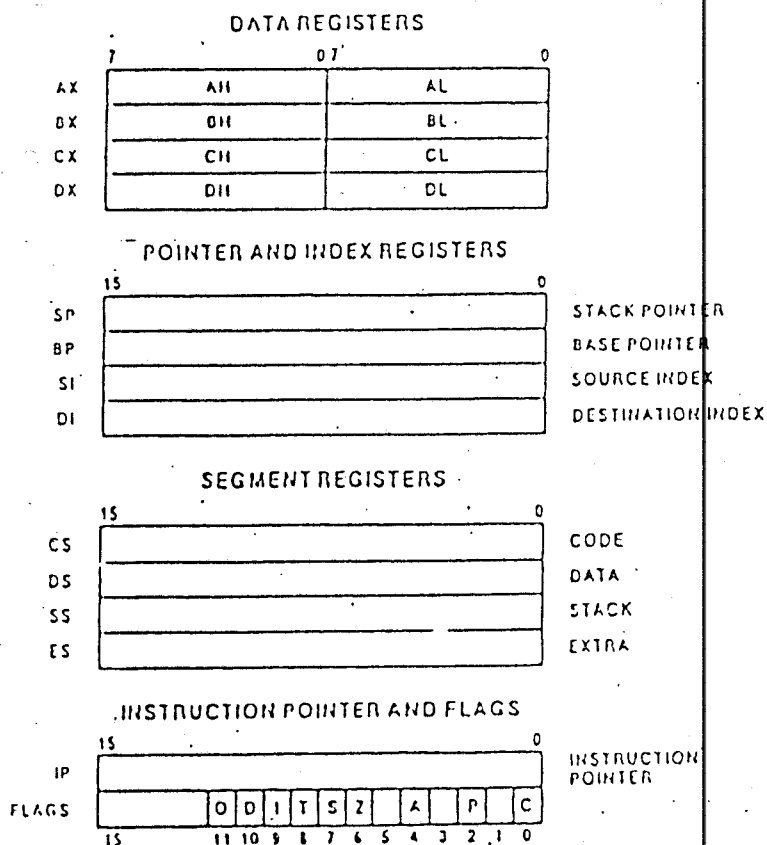 DATA REGISTERS
7 0 7 0
AX AH AL
BX BH BL
CX CH CL
DX DH DL
POINTER AND INDEX REGISTERS
15 0
SP STACK POINTER
BP BASE POINTER
SI SOURCE INDEX
DI DESTINATION INDEX
SEGMENT REGISTERS
15 0
CS CODE
DS DATA
SS STACK
ES EXTRA
INSTRUCTION POINTER AND FLAGS
15 0
IP INSTRUCTION
POINTER
FLAGS O D I T S Z A P C
15 11 10 9 8 7 6 5 4 3 2 1 0